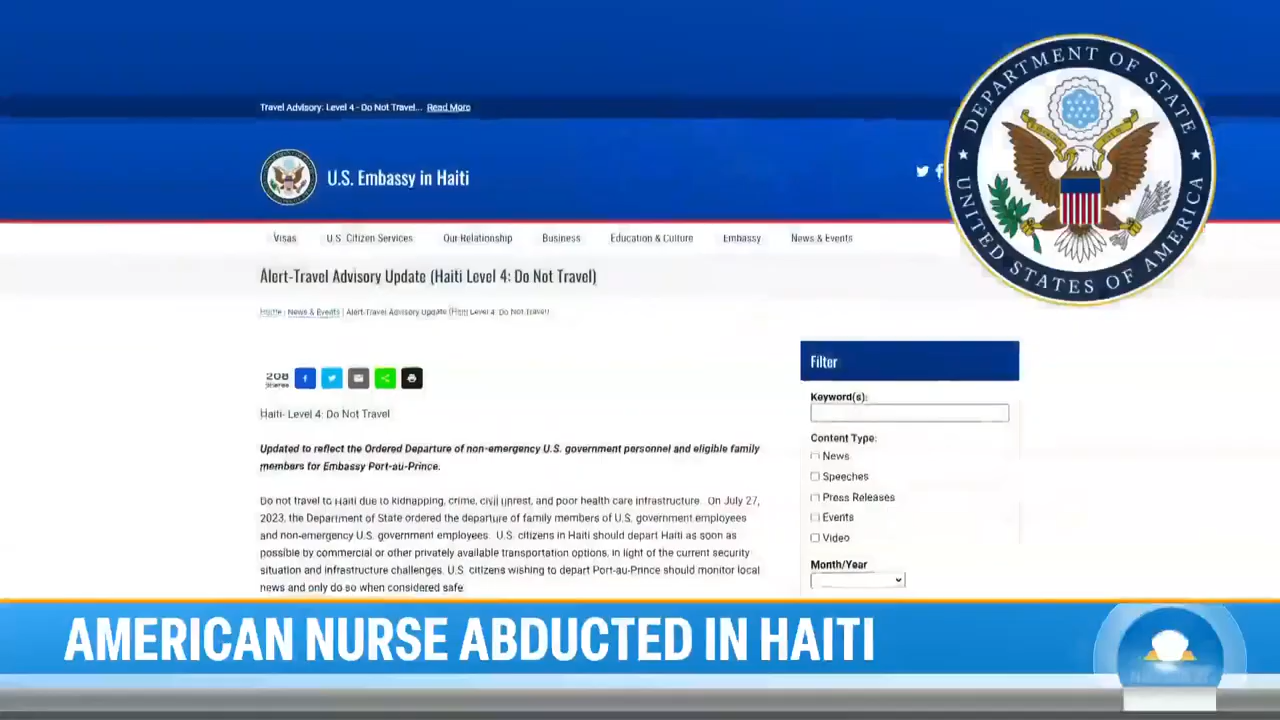 Travel Advisory: Level 4 - Do Not Travel... Read More
U.S. Embassy in Haiti
DEPARTMENT OF STATE
UNITED STATES OF AMERICA
Visas U.S. Citizen Services Our Relationship Business Education & Culture Embassy News & Events
Alert-Travel Advisory Update (Haiti Level 4: Do Not Travel)
Home | News & Events | Alert-Travel Advisory Update (Haiti Level 4: Do Not Travel)
208
Shares
Haiti- Level 4: Do Not Travel
Updated to reflect the Ordered Departure of non-emergency U.S. government personnel and eligible family
members for Embassy Port-au-Prince.
Do not travel to Haiti due to kidnapping, crime, civil unrest, and poor health care infrastructure. On July 27,
2023, the Department of State ordered the departure of family members of U.S. government employees
and non-emergency U.S. government employees. U.S. citizens in Haiti should depart Haiti as soon as
possible by commercial or other privately available transportation options, in light of the current security
situation and infrastructure challenges. U.S. citizens wishing to depart Port-au-Prince should monitor local
news and only do so when considered safe
Filter
Keyword(s):
Content Type:
News
Speeches
Press Releases
Events
Video
Month/Year
AMERICAN NURSE ABDUCTED IN HAITI